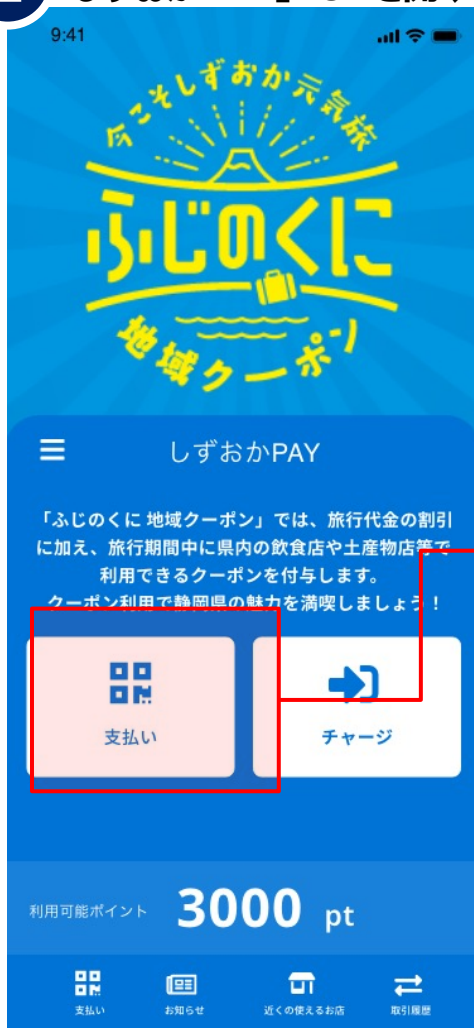 9:41
今こそしずおか元気旅
ふじのくに
地域クーポン
しずおかPAY
「ふじのくに 地域クーポン」では、旅行代金の割引
に加え、旅行期間中に県内の飲食店や土産物店等で
利用できるクーポンを付与します。
クーポン利用で静岡県の魅力を満喫しましょう！
支払い
チャージ
利用可能ポイント 3000 pt
支払い
お知らせ
近くの使えるお店
取引履歴